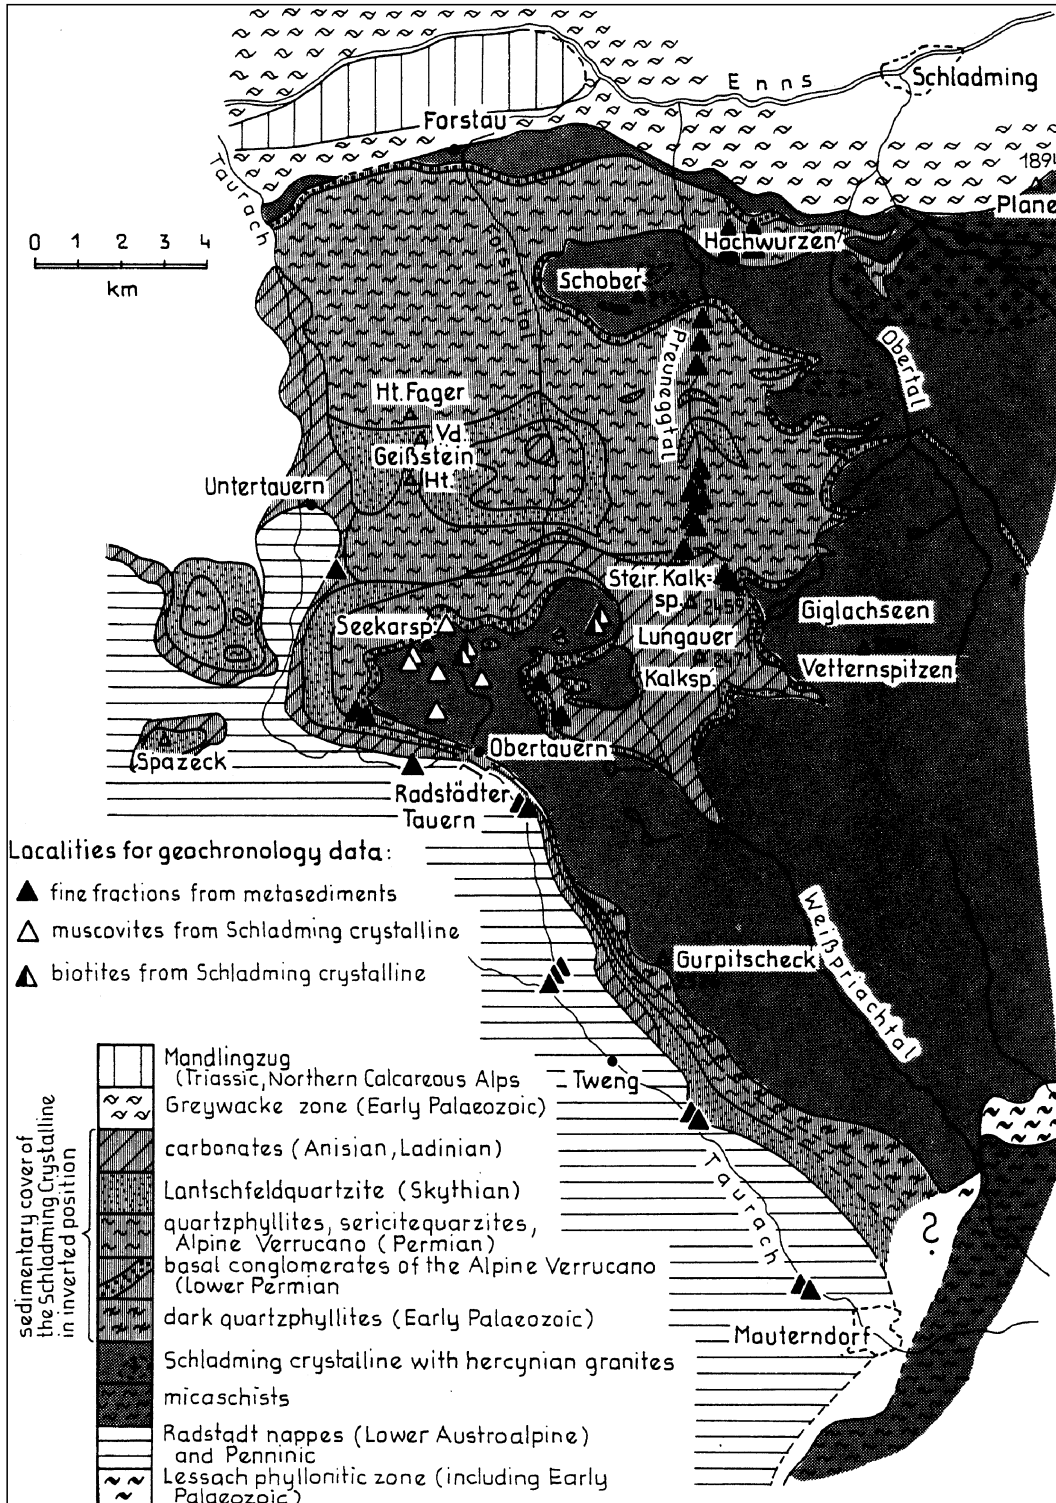 Enns
Schladming
Forstau
Taurach
1894
Plane
0 1 2 3 4
km
Forstautal
Hochwurzen
Schober
Preuneggtal
Obertal
Ht. Fager
Vd.
Geißstein
Ht.
Untertauern
Steir. Kalk=
sp. 2459
Giglachseen
Seekarsp.
Lungauer
Kalksp.
Vetternspitzen
Obertauern
Spazeck
Radstädter
Tauern
Localities for geochronology data:
fine fractions from metasediments
muscovites from Schladming crystalline
biotites from Schladming crystalline
Weißpriachtal
Gurpitscheck
Tweng
Taurach
?
Mauterndorf
sedimentary cover of
the Schladming Crystalline
in inverted position
Mandlingzug
(Triassic, Northern Calcareous Alps
Greywacke zone (Early Palaeozoic)
carbonates (Anisian, Ladinian)
Lantschfeldquartzite (Skythian)
quartzphyllites, sericitequarzites,
Alpine Verrucano (Permian)
basal conglomerates of the Alpine Verrucano
(Lower Permian
dark quartzphyllites (Early Palaeozoic)
Schladming crystalline with hercynian granites
micaschists
Radstadt nappes (Lower Austroalpine)
and Penninic
Lessach phyllonitic zone (including Early
Palaeozoic)